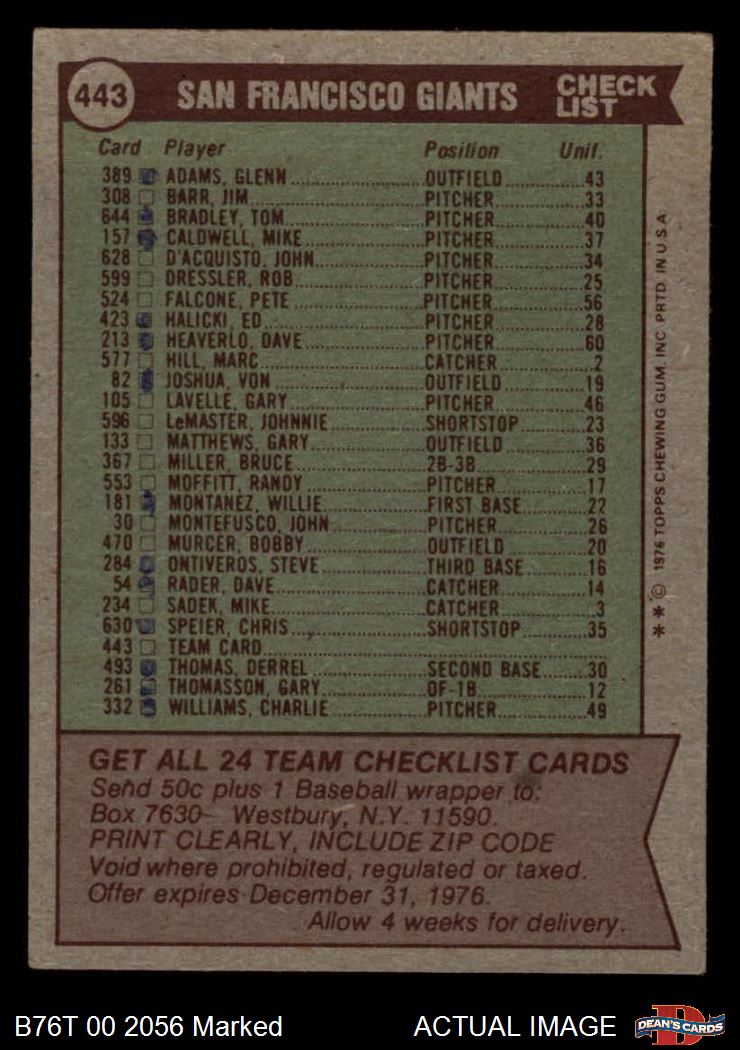 443 SAN FRANCISCO GIANTS CHECK LIST
Card Player Position Unif.
389 ADAMS, GLENN OUTFIELD 43
308 BARR, JIM PITCHER 33
644 BRADLEY, TOM PITCHER 40
157 CALDWELL, MIKE PITCHER 37
628 D'ACQUISTO, JOHN PITCHER 34
599 DRESSLER, ROB PITCHER 25
524 FALCONE, PETE PITCHER 56
423 HALICKI, ED PITCHER 28
213 HEAVERLO, DAVE PITCHER 60
577 HILL, MARC CATCHER 2
82 JOSHUA, VON OUTFIELD 19
105 LAVELLE, GARY PITCHER 46
596 LeMASTER, JOHNNIE SHORTSTOP 23
133 MATTHEWS, GARY OUTFIELD 36
367 MILLER, BRUCE 2B-3B 29
553 MOFFITT, RANDY PITCHER 17
181 MONTANEZ, WILLIE FIRST BASE 22
30 MONTEFUSCO, JOHN PITCHER 26
470 MURCER, BOBBY OUTFIELD 20
284 ONTIVEROS, STEVE THIRD BASE 16
54 RADER, DAVE CATCHER 14
234 SADEK, MIKE CATCHER 3
630 SPEIER, CHRIS SHORTSTOP 35
443 TEAM CARD
493 THOMAS, DERREL SECOND BASE 30
261 THOMASSON, GARY OF-1B 12
332 WILLIAMS, CHARLIE PITCHER 49
**© 1976 TOPPS CHEWING GUM, INC. PRTD. IN U.S.A.
GET ALL 24 TEAM CHECKLIST CARDS
Send 50c plus 1 Baseball wrapper to:
Box 7630- Westbury, N.Y. 11590.
PRINT CLEARLY, INCLUDE ZIP CODE
Void where prohibited, regulated or taxed.
Offer expires December 31, 1976.
Allow 4 weeks for delivery.
B76T 00 2056 Marked ACTUAL IMAGE
D
DEAN'S CARDS